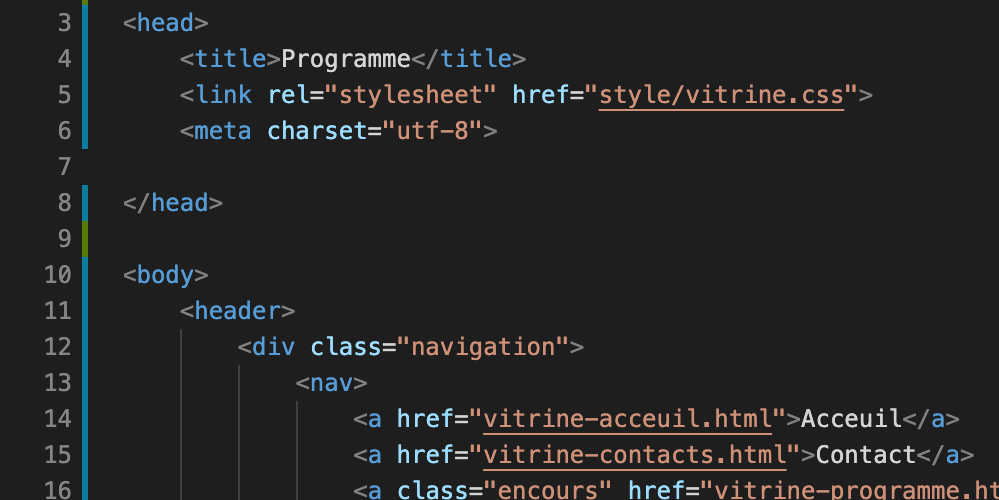 3 <head>
4 <title>Programme</title>
5 <link rel="stylesheet" href="style/vitrine.css">
6 <meta charset="utf-8">
7
8 </head>
9
10 <body>
11 <header>
12 <div class="navigation">
13 <nav>
14 <a href="vitrine-acceuil.html">Acceuil</a>
15 <a href="vitrine-contacts.html">Contact</a>
16 <a class="encours" href="vitrine-programme.ht